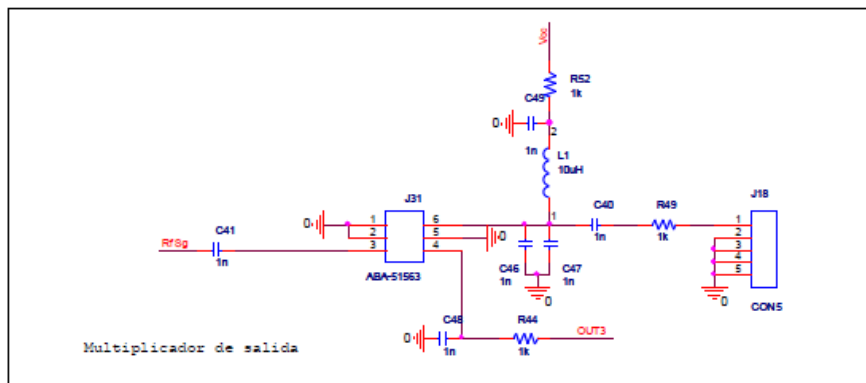 Vcc
R52
1k
C49
0
2
1n
L1
10uH
J31
J18
C41
0
1
2
3
6
5
4
0
1
C40
R49
1
2
3
4
5
RfSg
1n
1n
1k
C46
1n
C47
1n
ABA-51563
0
0
CON5
C48
R44
OUT3
0
1n
1k
Multiplicador de salida